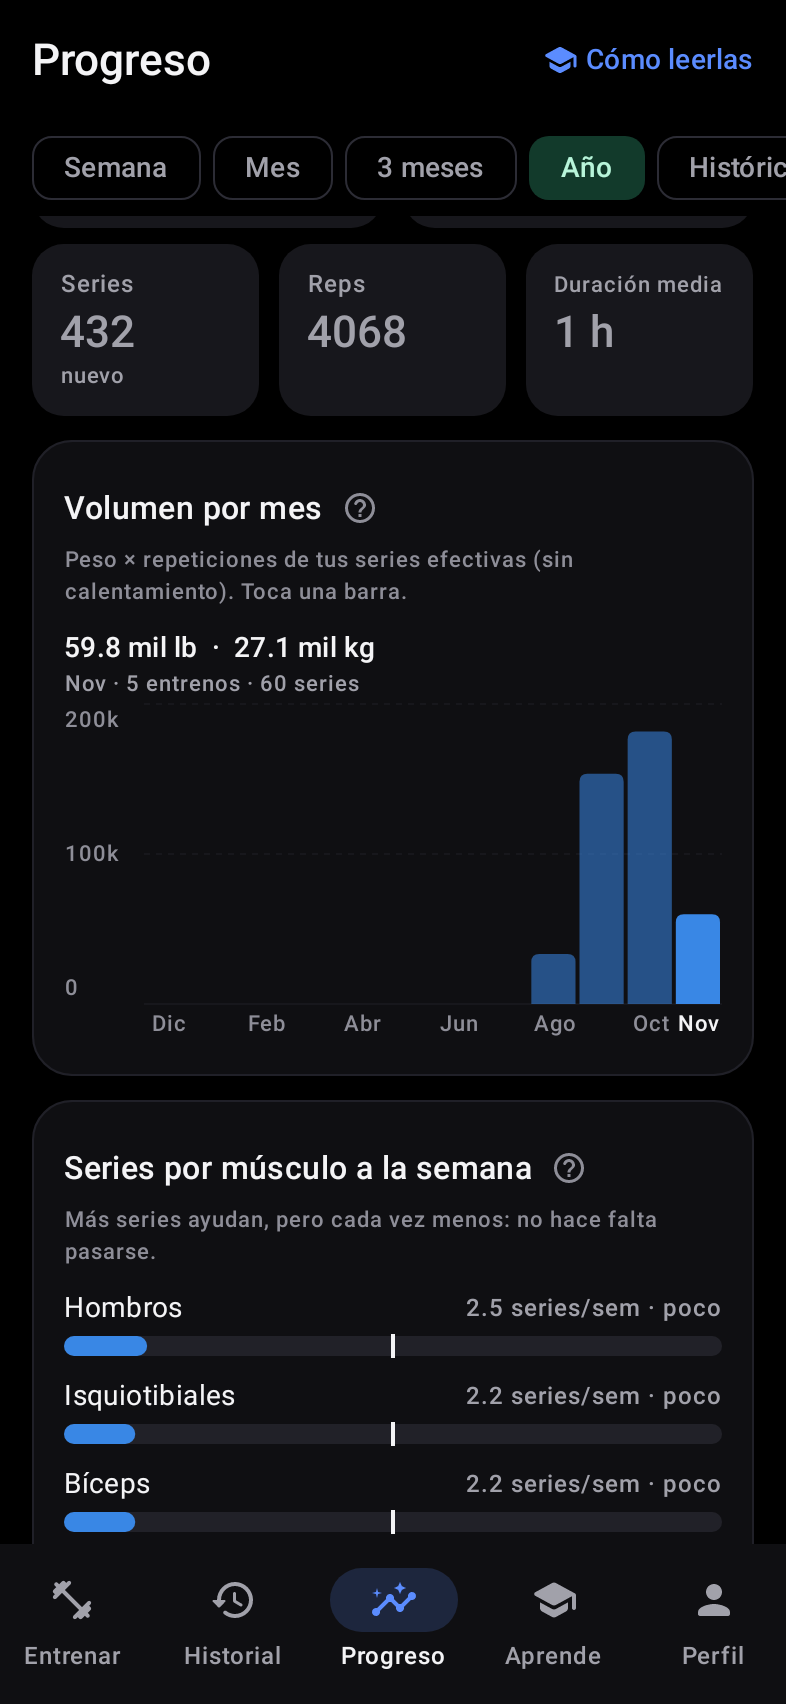 Progreso
Cómo leerlas
Semana
Mes
3 meses
Año
Históric
Series
432
nuevo
Reps
4068
Duración media
1 h
Volumen por mes
Peso × repeticiones de tus series efectivas (sin
calentamiento). Toca una barra.
59.8 mil lb · 27.1 mil kg
Nov · 5 entrenos · 60 series
200k
100k
0
Dic
Feb
Abr
Jun
Ago
Oct
Nov
Series por músculo a la semana
Más series ayudan, pero cada vez menos: no hace falta
pasarse.
Hombros
2.5 series/sem · poco
Isquiotibiales
2.2 series/sem · poco
Bíceps
2.2 series/sem · poco
Entrenar
Historial
Progreso
Aprende
Perfil